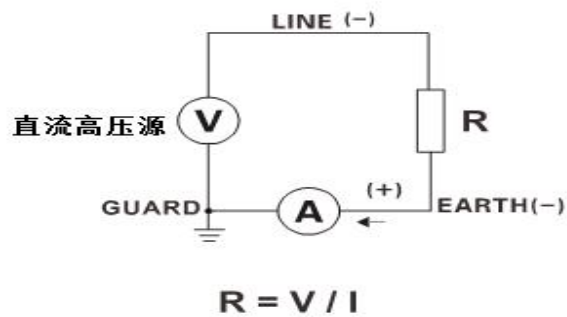 LINE (−)
直流高压源 V
R
(+)
GUARD A EARTH(−)
R = V / I